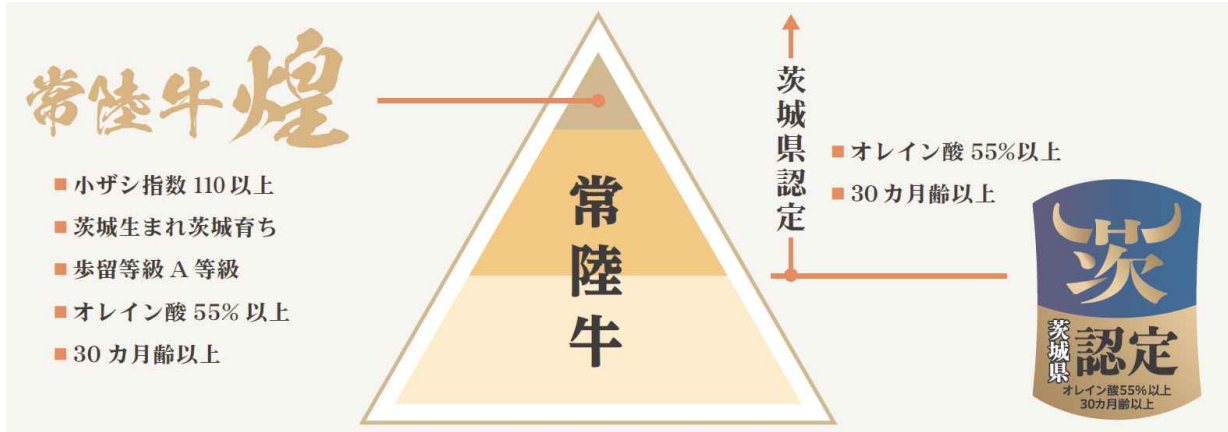 常陸牛煌
■ 小ザシ指数 110 以上
■ 茨城生まれ茨城育ち
■ 歩留等級 A 等級
■ オレイン酸 55% 以上
■ 30 カ月齢以上
常陸牛
茨城県認定
■ オレイン酸 55%以上
■ 30 カ月齢以上
茨
茨城県
認定
オレイン酸55%以上
30カ月齢以上